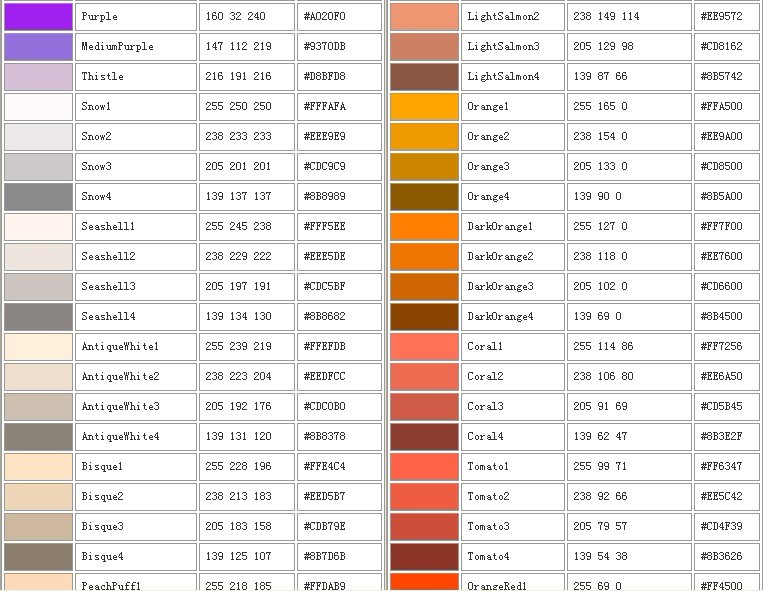 Purple 160 32 240 #A020F0 LightSalmon2 238 149 114 #EE9572
MediumPurple 147 112 219 #9370DB LightSalmon3 205 129 98 #CD8162
Thistle 216 191 216 #D8BFD8 LightSalmon4 139 87 66 #8B5742
Snow1 255 250 250 #FFFAFA Orange1 255 165 0 #FFA500
Snow2 238 233 233 #EEE9E9 Orange2 238 154 0 #EE9A00
Snow3 205 201 201 #CDC9C9 Orange3 205 133 0 #CD8500
Snow4 139 137 137 #8B8989 Orange4 139 90 0 #8B5A00
Seashell1 255 245 238 #FFF5EE DarkOrange1 255 127 0 #FF7F00
Seashell2 238 229 222 #EEE5DE DarkOrange2 238 118 0 #EE7600
Seashell3 205 197 191 #CDC5BF DarkOrange3 205 102 0 #CD6600
Seashell4 139 134 130 #8B8682 DarkOrange4 139 69 0 #8B4500
AntiqueWhite1 255 239 219 #FFEFDB Coral1 255 114 86 #FF7256
AntiqueWhite2 238 223 204 #EEDFCC Coral2 238 106 80 #EE6A50
AntiqueWhite3 205 192 176 #CDC0B0 Coral3 205 91 69 #CD5B45
AntiqueWhite4 139 131 120 #8B8378 Coral4 139 62 47 #8B3E2F
Bisque1 255 228 196 #FFE4C4 Tomato1 255 99 71 #FF6347
Bisque2 238 213 183 #EED5B7 Tomato2 238 92 66 #EE5C42
Bisque3 205 183 158 #CDB79E Tomato3 205 79 57 #CD4F39
Bisque4 139 125 107 #8B7D6B Tomato4 139 54 38 #8B3626
PeachPuff1 255 218 185 #FFDAB9 OrangeRed1 255 69 0 #FF4500